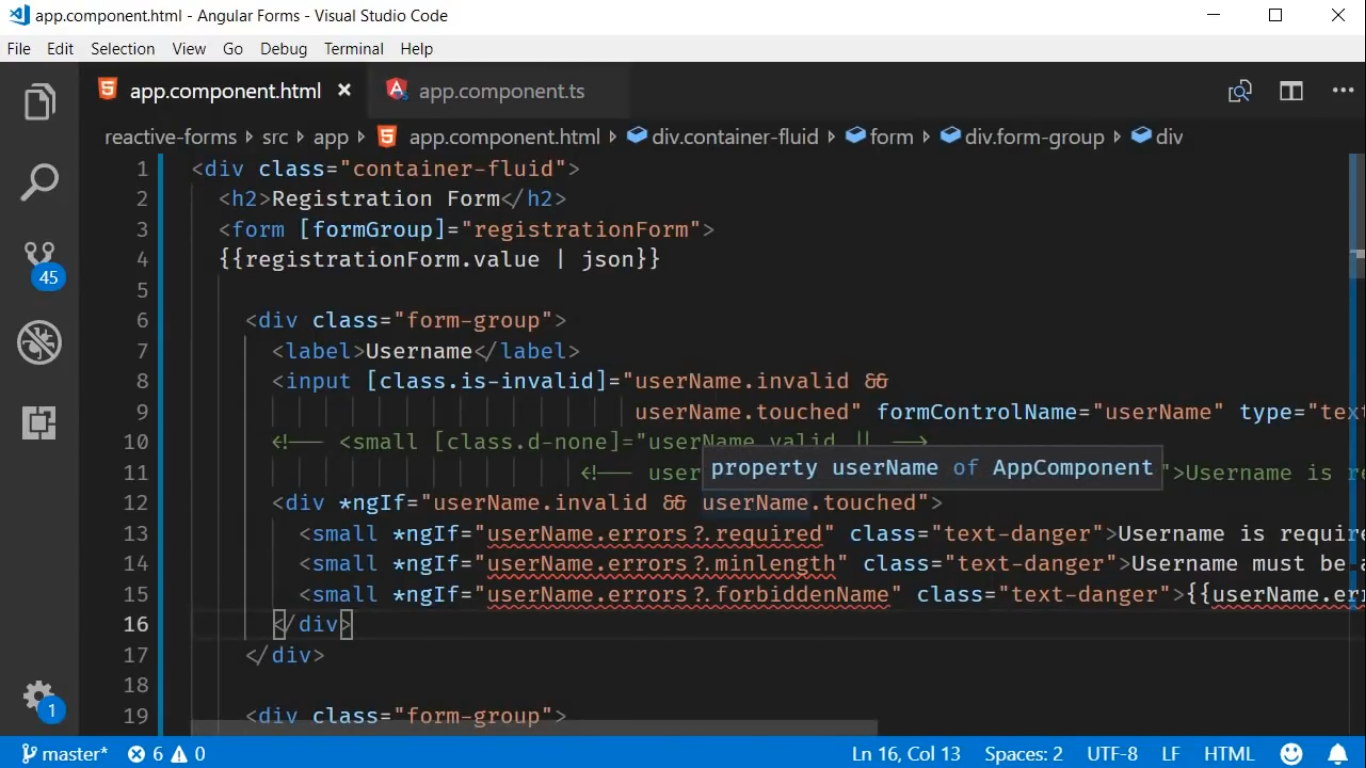 app.component.html - Angular Forms - Visual Studio Code
File Edit Selection View Go Debug Terminal Help
app.component.html × app.component.ts
reactive-forms › src › app › app.component.html › div.container-fluid › form › div.form-group › div
1 <div class="container-fluid">
2 <h2>Registration Form</h2>
3 <form [formGroup]="registrationForm">
4 {{registrationForm.value | json}}
5
6 <div class="form-group">
7 <label>Username</label>
8 <input [class.is-invalid]="userName.invalid &&
9 userName.touched" formControlName="userName" type="tex
10 <!-- <small [class.d-none]="userName.valid || -->
11 <!-- user
property userName of AppComponent
">Username is re
12 <div *ngIf="userName.invalid && userName.touched">
13 <small *ngIf="userName.errors?.required" class="text-danger">Username is require
14 <small *ngIf="userName.errors?.minlength" class="text-danger">Username must be a
15 <small *ngIf="userName.errors?.forbiddenName" class="text-danger">{{userName.err
16 </div>
17 </div>
18
19 <div class="form-group">
45
1
master* 6 0 Ln 16, Col 13 Spaces: 2 UTF-8 LF HTML